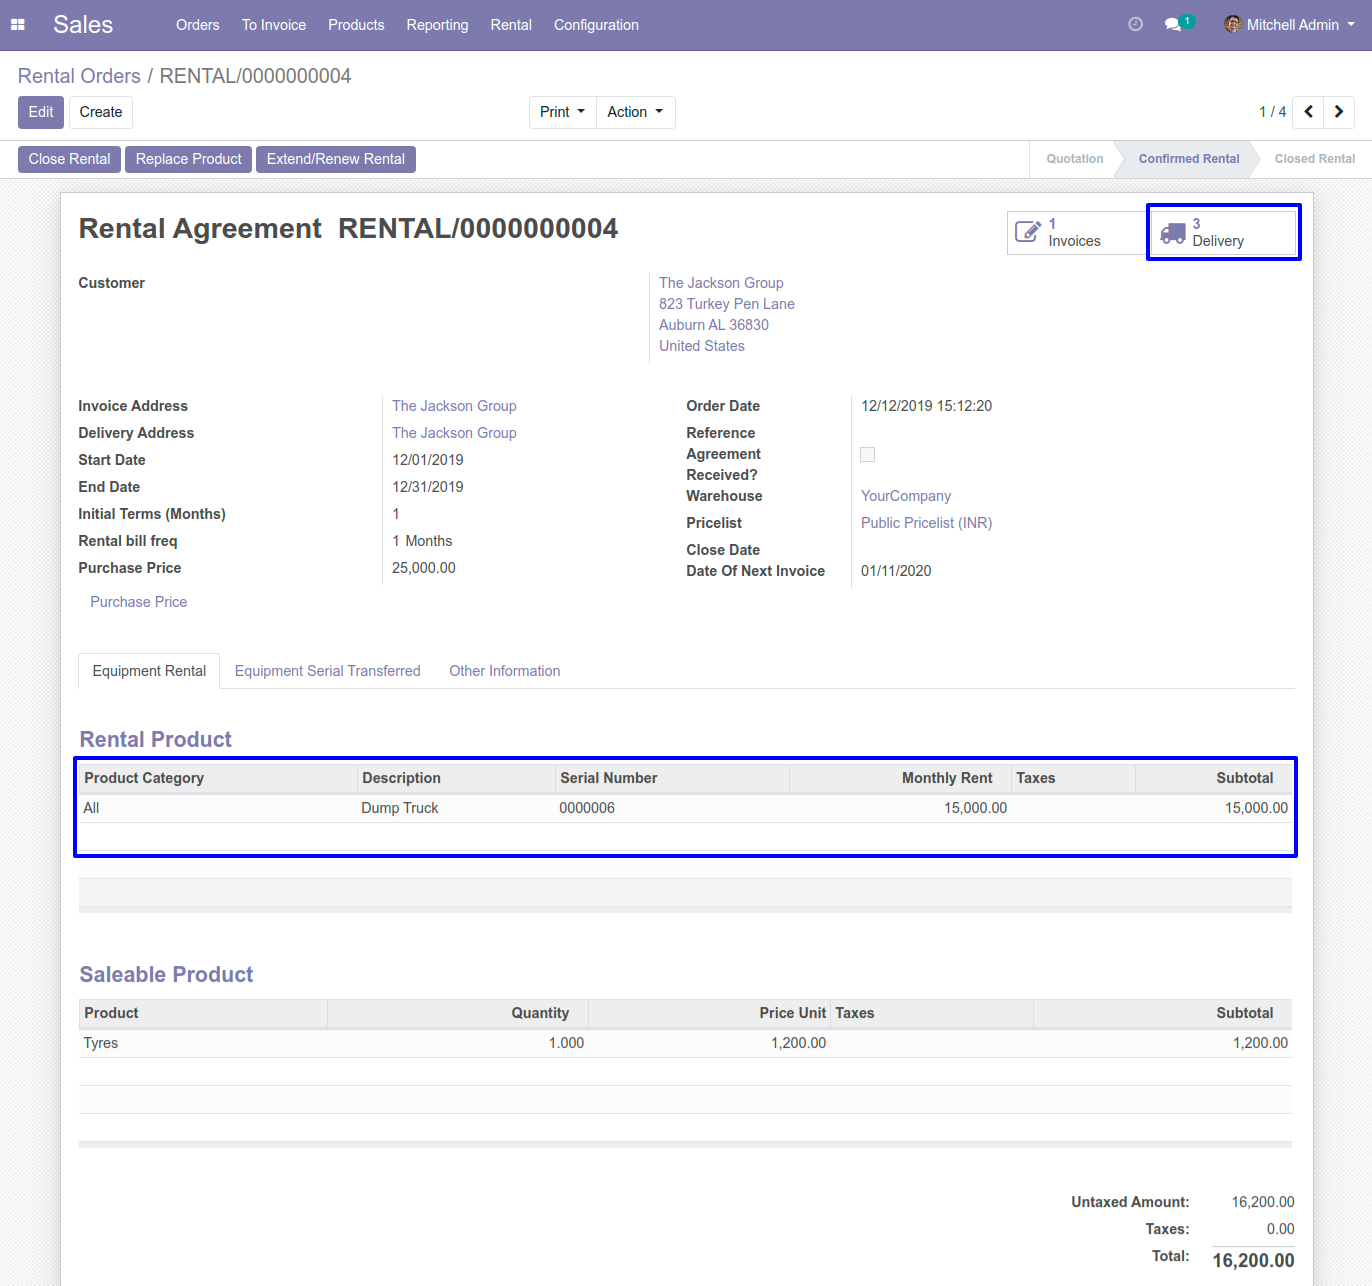 Sales Orders To Invoice Products Reporting Rental Configuration 1 Mitchell Admin
Rental Orders / RENTAL/0000000004
Edit Create Print Action 1 / 4
Close Rental Replace Product Extend/Renew Rental Quotation Confirmed Rental Closed Rental
Rental Agreement RENTAL/0000000004
1 Invoices
3 Delivery
Customer
The Jackson Group
823 Turkey Pen Lane
Auburn AL 36830
United States
Invoice Address The Jackson Group
Delivery Address The Jackson Group
Start Date 12/01/2019
End Date 12/31/2019
Initial Terms (Months) 1
Rental bill freq 1 Months
Purchase Price 25,000.00
Purchase Price
Order Date 12/12/2019 15:12:20
Reference
Agreement
Received?
Warehouse YourCompany
Pricelist Public Pricelist (INR)
Close Date
Date Of Next Invoice 01/11/2020
Equipment Rental Equipment Serial Transferred Other Information
Rental Product
Product Category Description Serial Number Monthly Rent Taxes Subtotal
All Dump Truck 0000006 15,000.00 15,000.00
Saleable Product
Product Quantity Price Unit Taxes Subtotal
Tyres 1.000 1,200.00 1,200.00
Untaxed Amount: 16,200.00
Taxes: 0.00
Total: 16,200.00